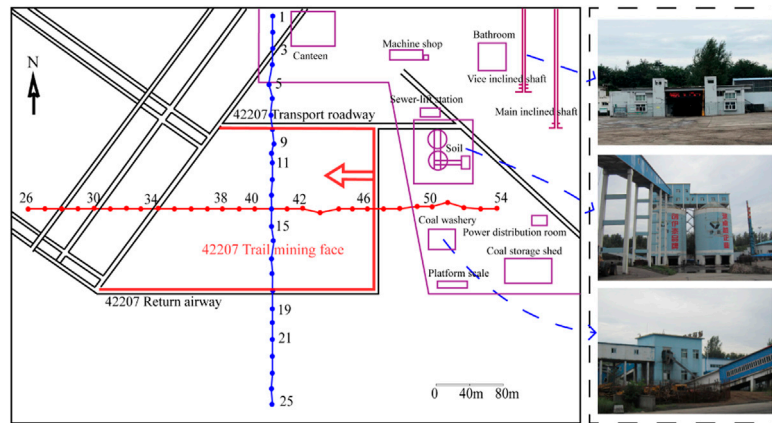 1
Bathroom
N
3
Machine shop
Canteen
Vice inclined shaft
5
Sewer-lift station
Main inclined shaft
42207 Transport roadway
9
Soil
11
26
30
34
38
40
42
46
50
54
15
Coal washery
Power distribution room
42207 Trail mining face
Coal storage shed
Platform scale
42207 Return airway
19
21
0
40m
80m
25